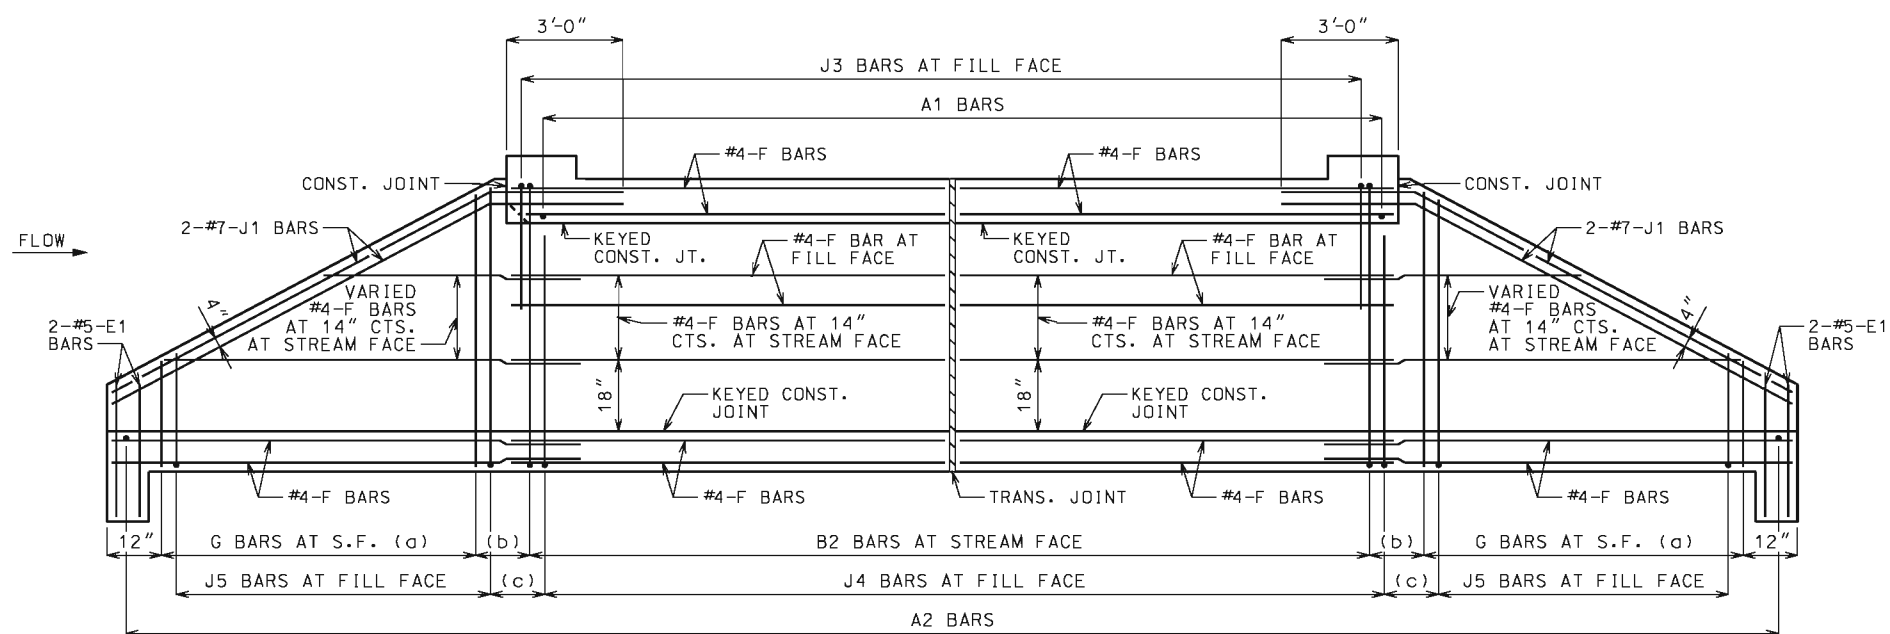 3'-0"
3'-0"
J3 BARS AT FILL FACE
A1 BARS
#4-F BARS
#4-F BARS
CONST. JOINT
CONST. JOINT
2-#7-J1 BARS
2-#7-J1 BARS
FLOW
KEYED
CONST. JT.
#4-F BAR AT
FILL FACE
KEYED
CONST. JT.
#4-F BAR AT
FILL FACE
VARIED
#4-F BARS
AT 14" CTS.
AT STREAM FACE
4"
#4-F BARS AT 14"
CTS. AT STREAM FACE
#4-F BARS AT 14"
CTS. AT STREAM FACE
VARIED
#4-F BARS
AT 14" CTS.
AT STREAM FACE
4"
2-#5-E1
BARS
2-#5-E1
BARS
18"
KEYED CONST.
JOINT
18"
KEYED CONST.
JOINT
#4-F BARS
#4-F BARS
TRANS. JOINT
#4-F BARS
#4-F BARS
12"
G BARS AT S.F. (a)
(b)
B2 BARS AT STREAM FACE
(b)
G BARS AT S.F. (a)
12"
J5 BARS AT FILL FACE
(c)
J4 BARS AT FILL FACE
(c)
J5 BARS AT FILL FACE
A2 BARS